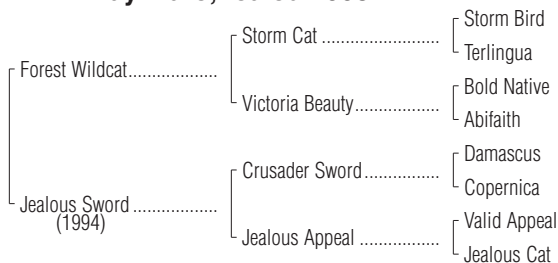 Storm Bird
Storm Cat ........................
Terlingua
Forest Wildcat..................
Bold Native
Victoria Beauty.................
Abifaith
Damascus
Crusader Sword...............
Copernica
Jealous Sword .................
(1994)
Valid Appeal
Jealous Appeal ................
Jealous Cat